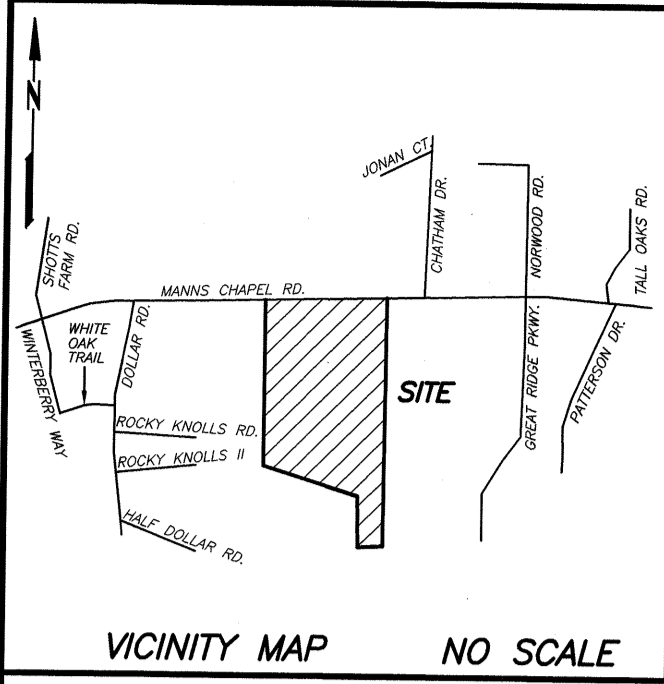 N
JONAN CT.
CHATHAM DR.
NORWOOD RD.
TALL OAKS RD.
SHOTTS
FARM RD.
MANNS CHAPEL RD.
WHITE
OAK
TRAIL
DOLLAR RD.
WINTERBERRY WAY
SITE
GREAT RIDGE PKWY.
PATTERSON DR.
ROCKY KNOLLS RD.
ROCKY KNOLLS II
HALF DOLLAR RD.
VICINITY MAP
NO SCALE